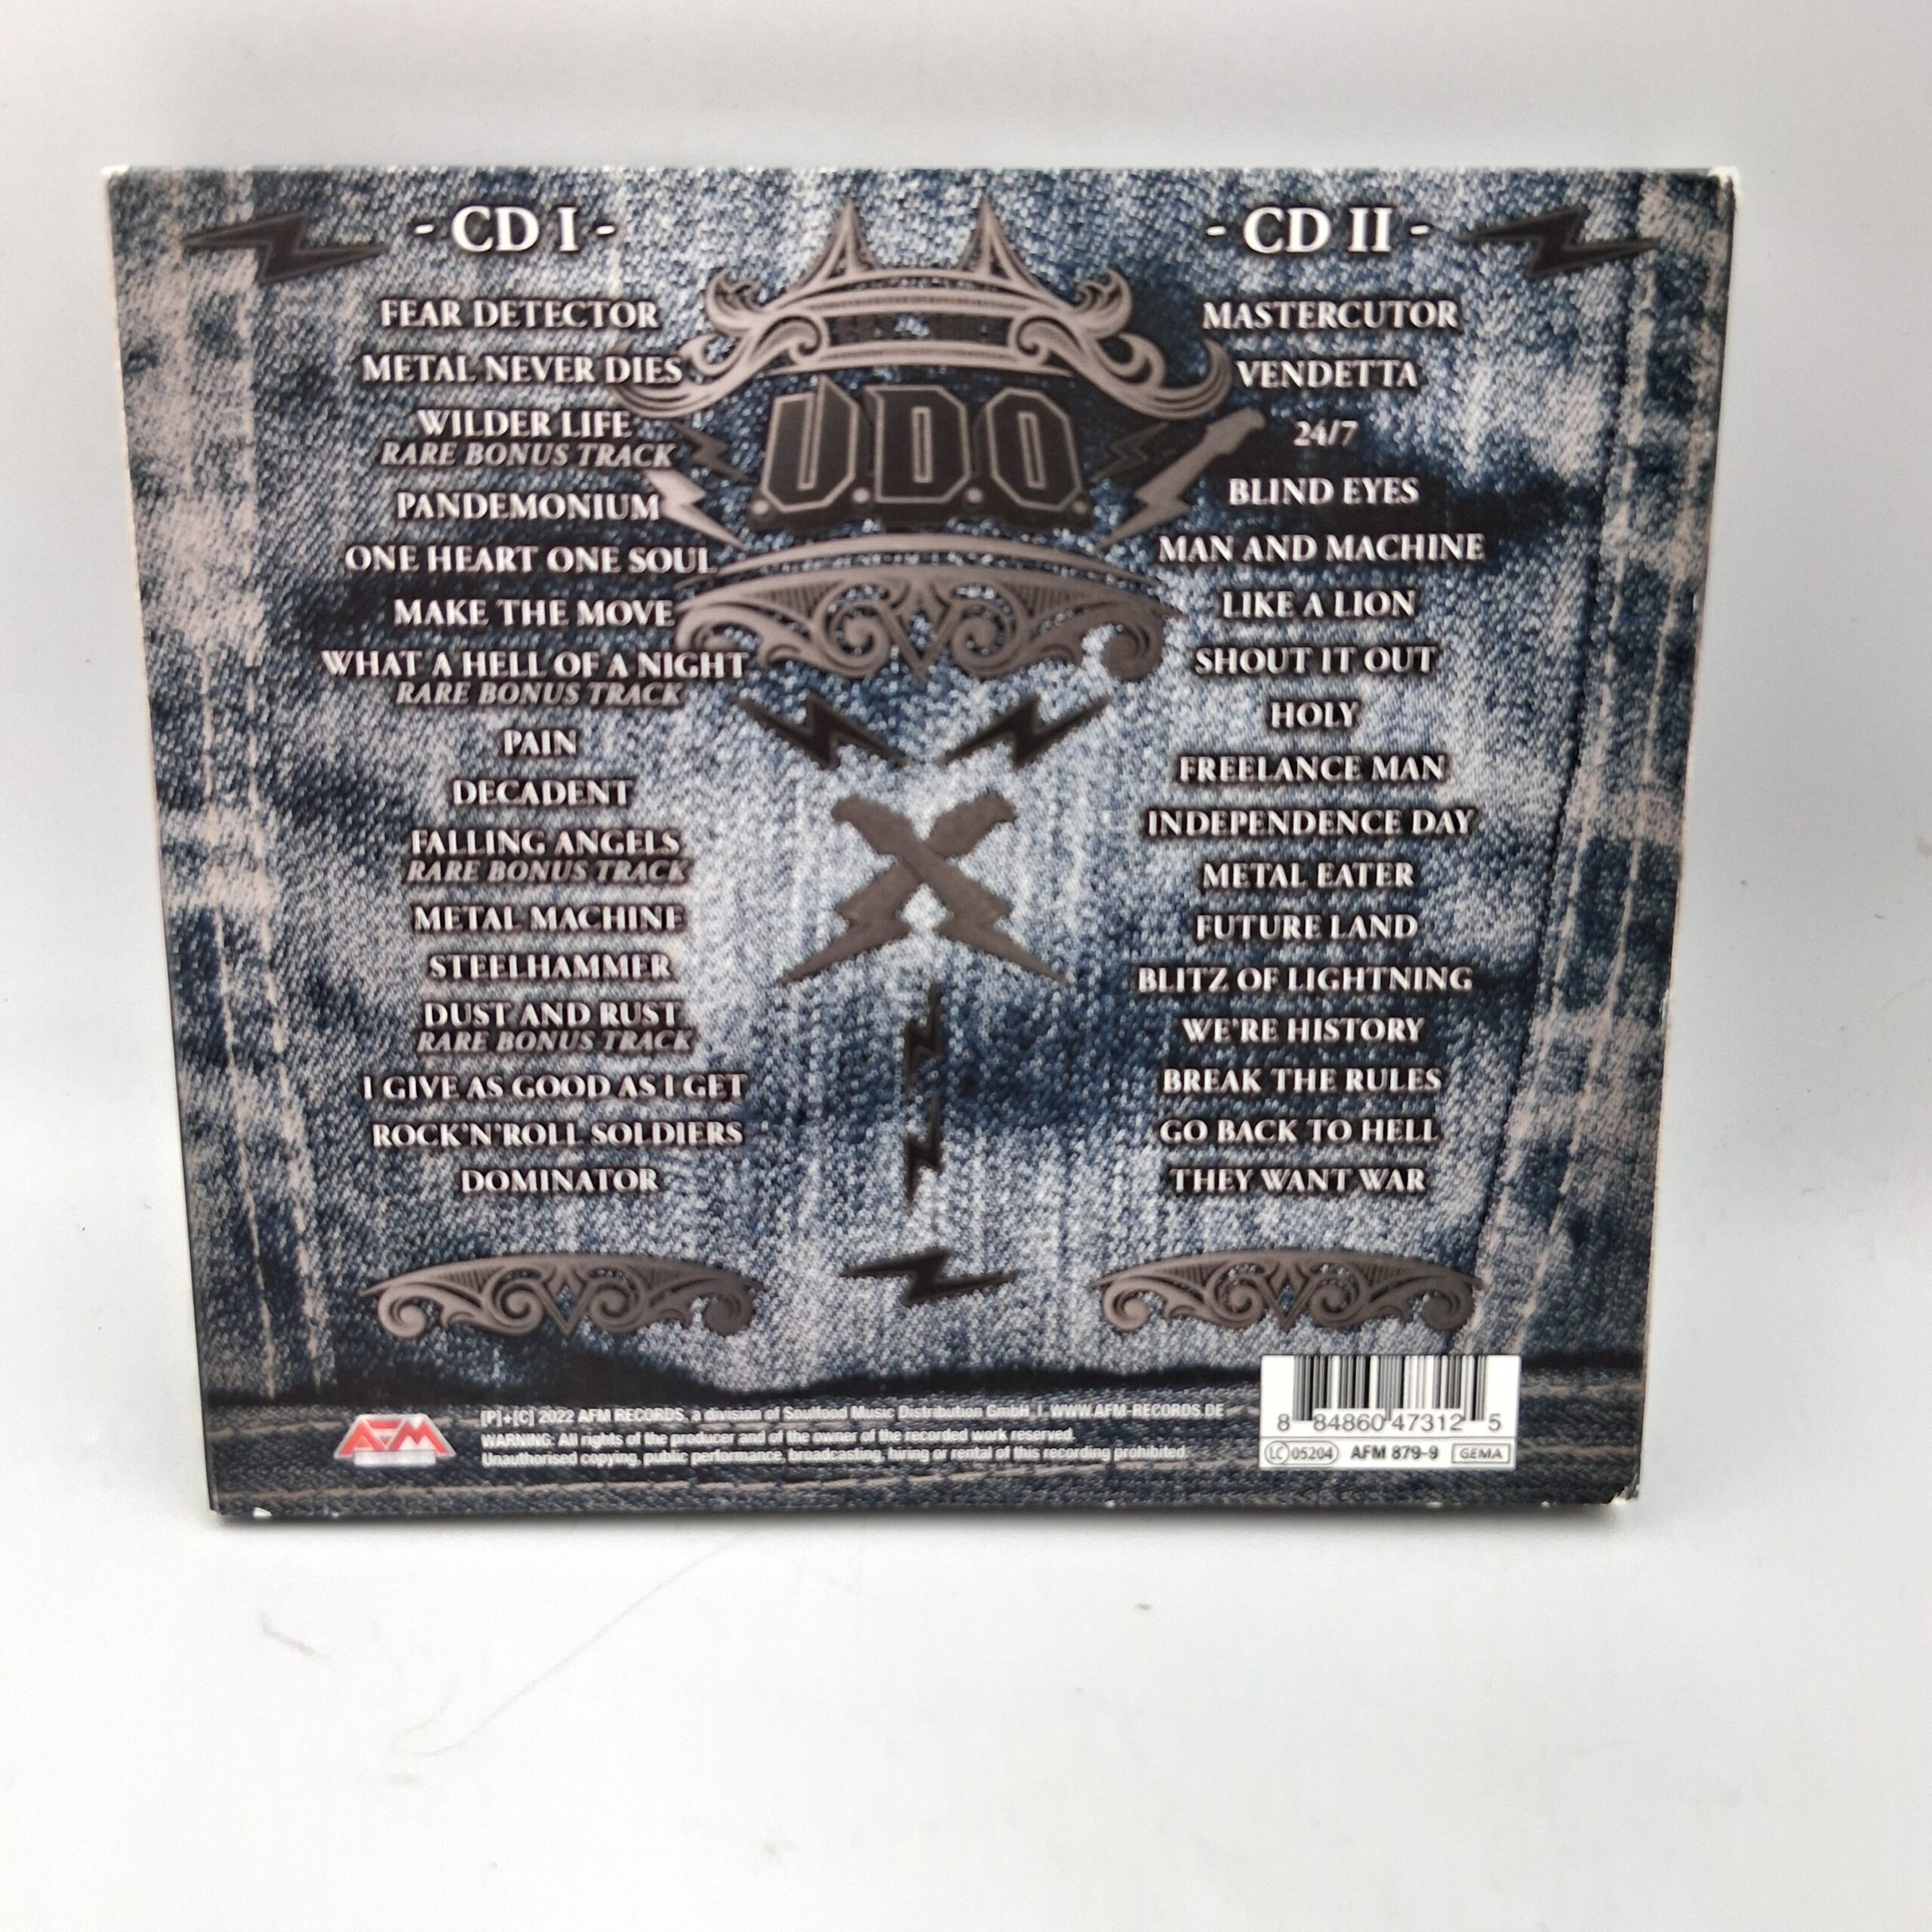 - CD I -
FEAR DETECTOR
METAL NEVER DIES
WILDER LIFE
RARE BONUS TRACK
PANDEMONIUM
ONE HEART ONE SOUL
MAKE THE MOVE
WHAT A HELL OF A NIGHT
RARE BONUS TRACK
PAIN
DECADENT
FALLING ANGELS
RARE BONUS TRACK
METAL MACHINE
STEELHAMMER
DUST AND RUST
RARE BONUS TRACK
I GIVE AS GOOD AS I GET
ROCK'N'ROLL SOLDIERS
DOMINATOR
.U.D.O.
- CD II -
MASTERCUTOR
VENDETTA
24/7
BLIND EYES
MAN AND MACHINE
LIKE A LION
SHOUT IT OUT
HOLY
FREELANCE MAN
INDEPENDENCE DAY
METAL EATER
FUTURE LAND
BLITZ OF LIGHTNING
WE'RE HISTORY
BREAK THE RULES
GO BACK TO HELL
THEY WANT WAR
AFM
[P]+[C] 2022 AFM RECORDS, a division of Soulfood Music Distribution GmbH | WWW.AFM-RECORDS.DE
WARNING: All rights of the producer and of the owner of the recorded work reserved.
Unauthorised copying, public performance, broadcasting, hiring or rental of this recording prohibited.
8 84860 47312 5
LC 05204 AFM 879-9 GEMA